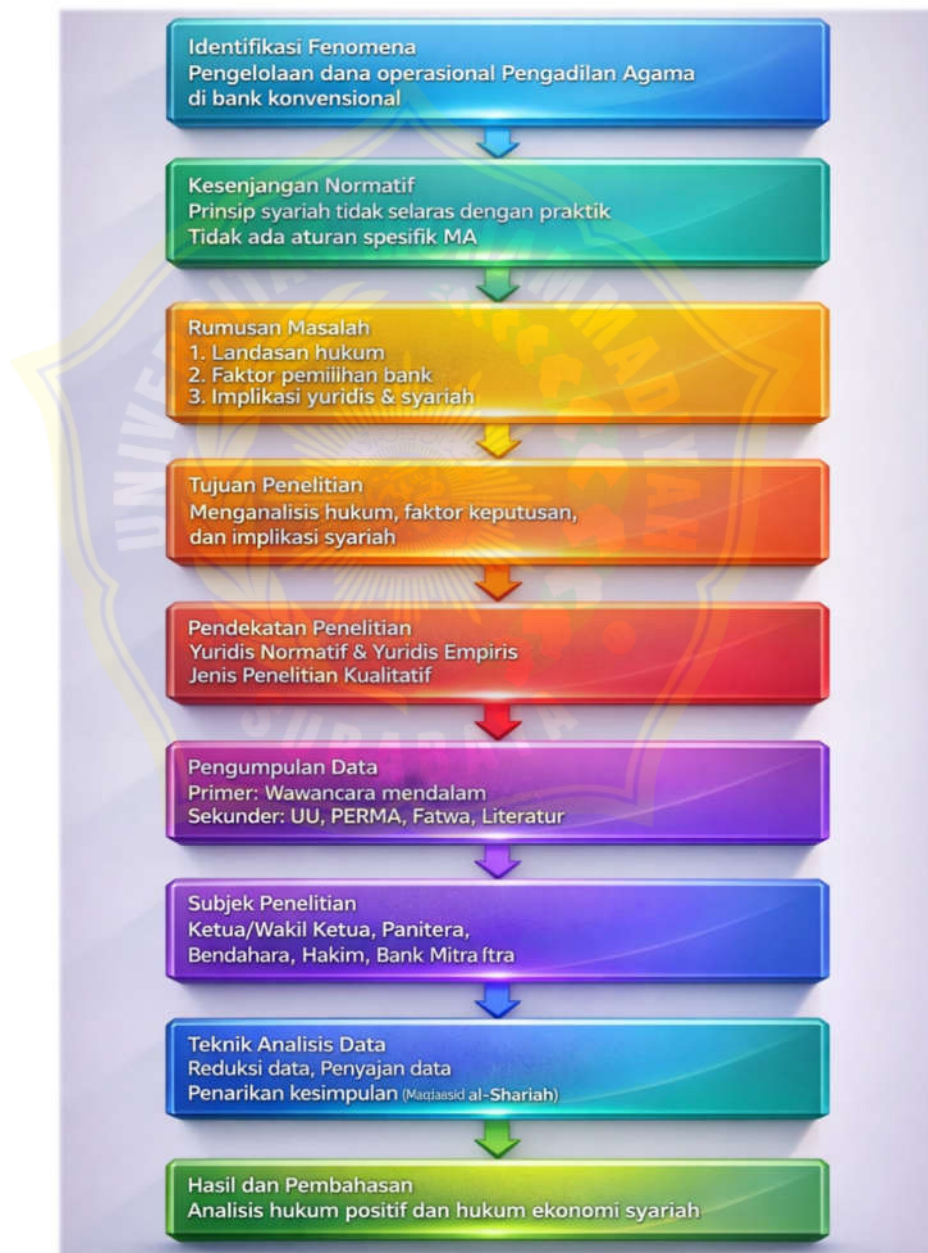 Identifikasi Fenomena
Pengelolaan dana operasional Pengadilan Agama
di bank konvensional
Kesenjangan Normatif
Prinsip syariah tidak selaras dengan praktik
Tidak ada aturan spesifik MA
Rumusan Masalah
1. Landasan hukum
2. Faktor pemilihan bank
3. Implikasi yuridis & syariah
Tujuan Penelitian
Menganalisis hukum, faktor keputusan,
dan implikasi syariah
Pendekatan Penelitian
Yuridis Normatif & Yuridis Empiris
Jenis Penelitian Kualitatif
Pengumpulan Data
Primer: Wawancara mendalam
Sekunder: UU, PERMA, Fatwa, Literatur
Subjek Penelitian
Ketua/Wakil Ketua, Panitera,
Bendahara, Hakim, Bank Mitra
Teknik Analisis Data
Reduksi data, Penyajan data
Penarikan kesimpulan al-Shariah)
Hasil dan Pembahasan
Analisis hukum positif dan hukum ekonomi syariah
SURABAYA